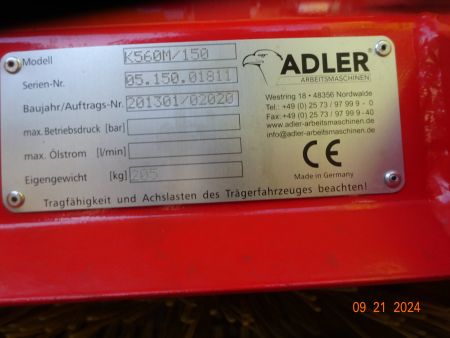 Modell K560M/150
Serien-Nr. 05.150.01811
Baujahr/Auftrags-Nr. 201301/02020
max. Betriebsdruck [bar]
max. Ölstrom [l/min]
Eigengewicht [kg] 205
Tragfähigkeit und Achslasten des Trägerfahrzeuges beachten!
ADLER
ARBEITSMASCHINEN
Westring 18 • 48356 Nordwalde
Tel.: +49 (0) 25 73 / 97 99 9 - 0
Fax: +49 (0) 25 73 / 97 99 9 - 40
www.adler-arbeitsmaschinen.de
info@adler-arbeitsmaschinen.de
CE
Made in Germany
09 21 2024